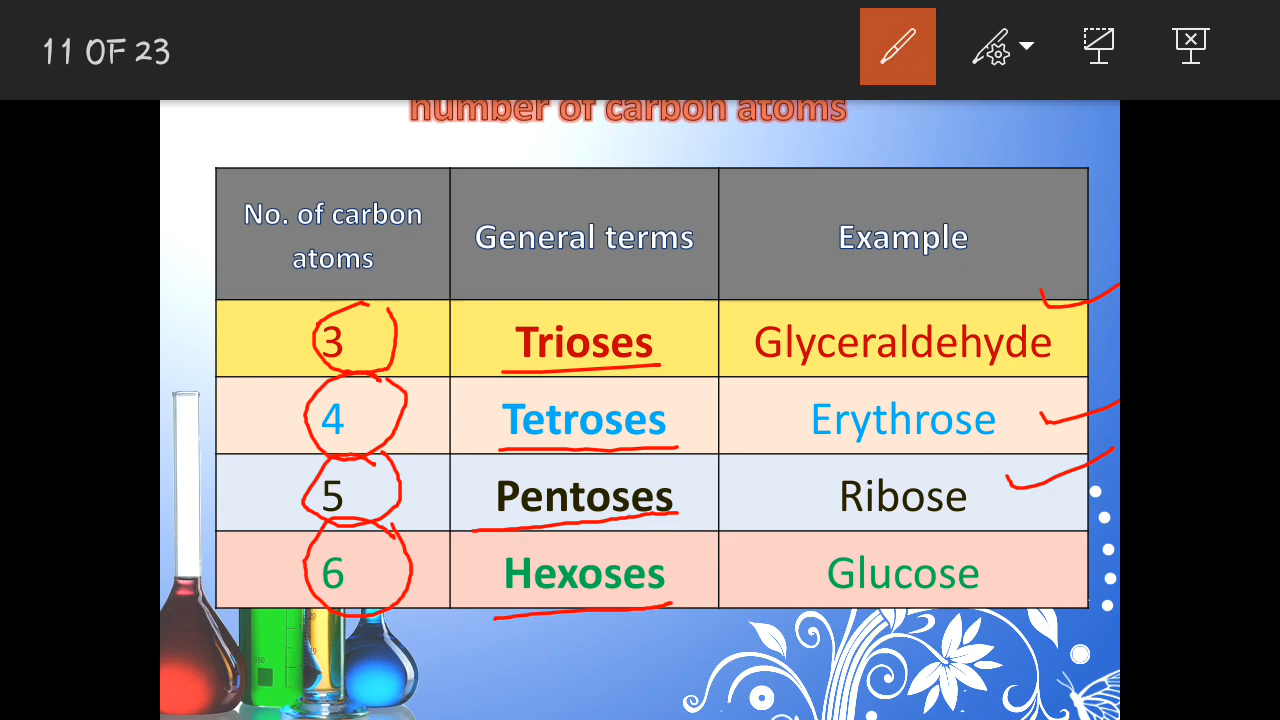 11 OF 23
number of carbon atoms
No. of carbon
atoms
General terms
Example
3
Trioses
Glyceraldehyde
4
Tetroses
Erythrose
5
Pentoses
Ribose
6
Hexoses
Glucose